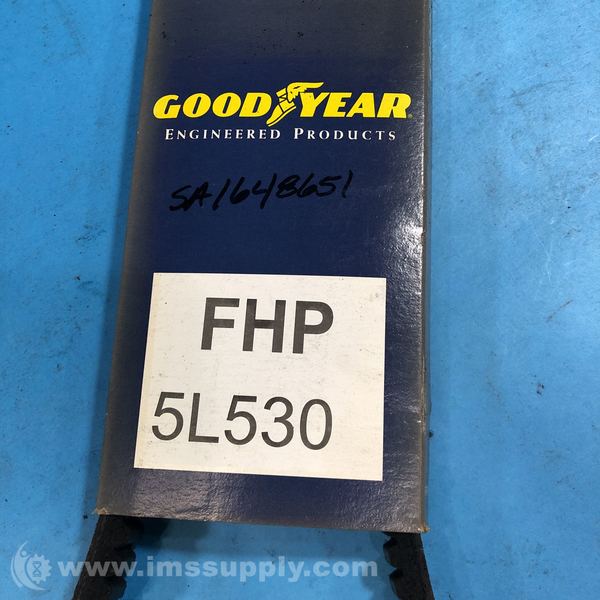 GOODYEAR
ENGINEERED PRODUCTS
SA1648651
FHP
5L530
www.imssupply.com